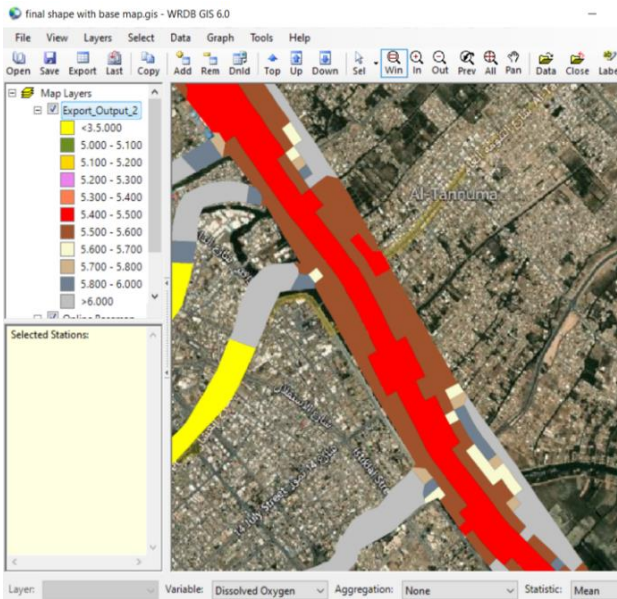 final shape with base map.gis - WRDB GIS 6.0
File View Layers Select Data Graph Tools Help
Open Save Export Last Copy Add Rem Dnld Top Up Down Sel Win In Out Prev All Pan Data Close Labe
Map Layers
Export_Output_2
<3.5.000
5.000 - 5.100
5.100 - 5.200
5.200 - 5.300
5.300 - 5.400
5.400 - 5.500
5.500 - 5.600
5.600 - 5.700
5.700 - 5.800
5.800 - 6.000
>6.000
Selected Stations:
Al-Tannuma
Layer: Variable: Dissolved Oxygen Aggregation: None Statistic: Mean